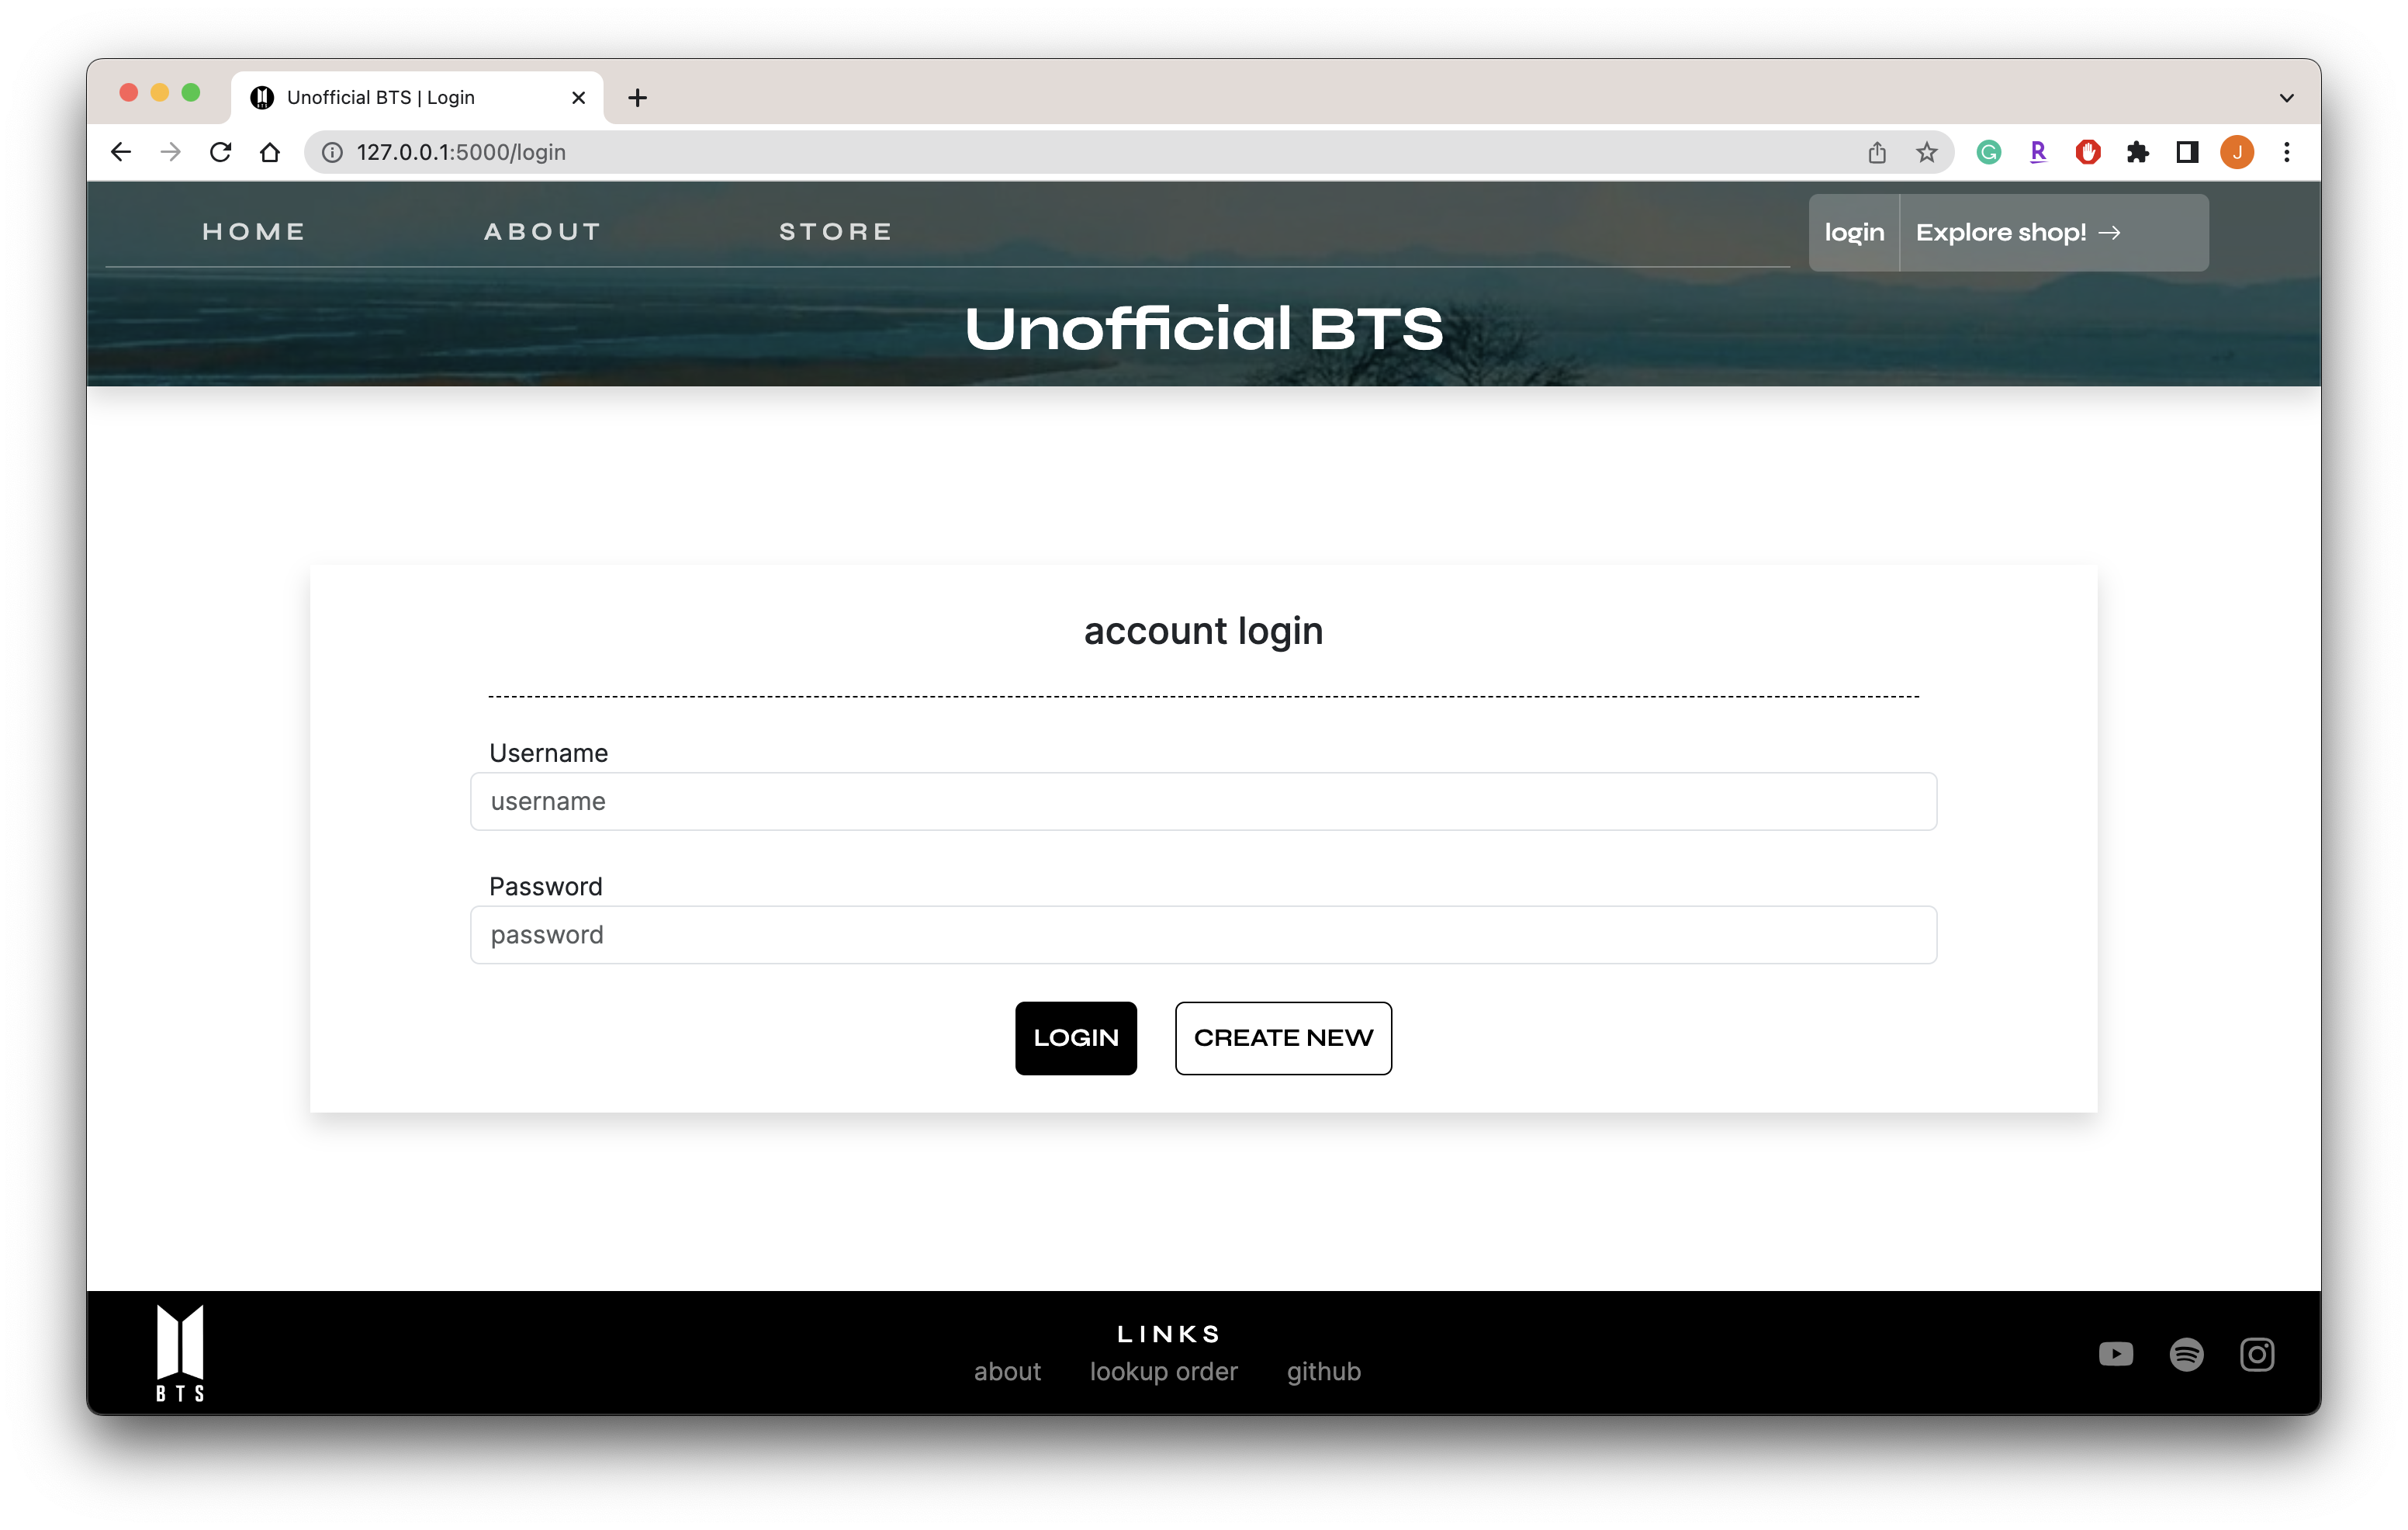 Unofficial BTS | Login
127.0.0.1:5000/login
J
HOME ABOUT STORE login Explore shop! →
Unofficial BTS
account login
Username
username
Password
password
LOGIN CREATE NEW
BTS
LINKS
about lookup order github